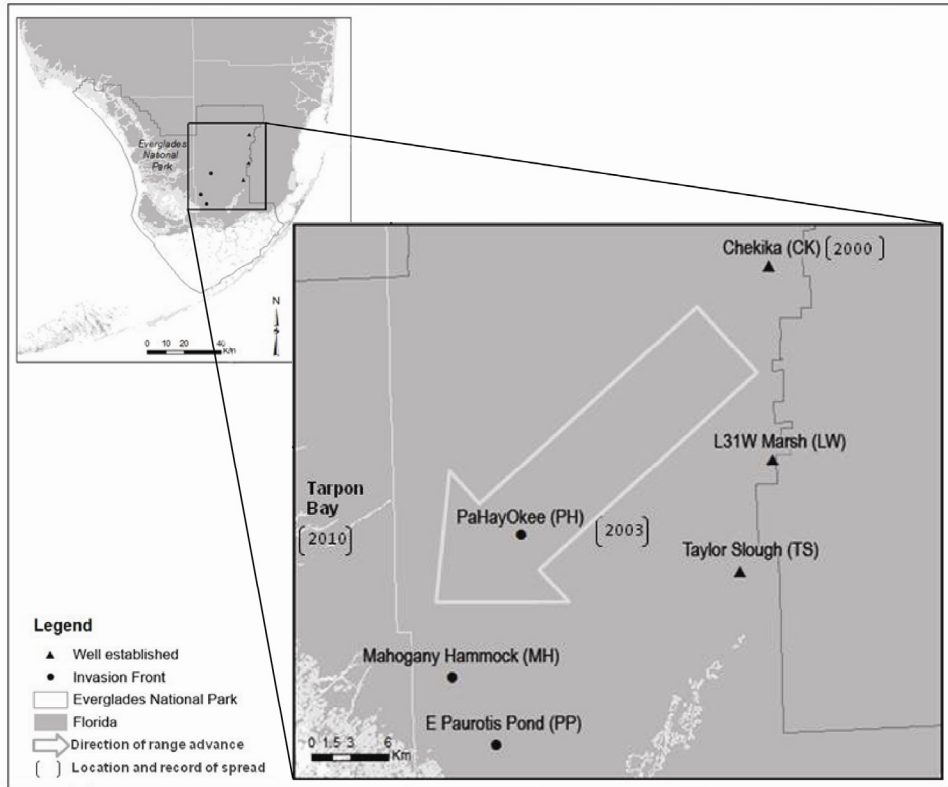 Everglades
National
Park
N
0 10 20 40
Km
Chekika (CK) [2000]
L31W Marsh (LW)
Tarpon
Bay
[2010]
PaHayOkee (PH)
[2003]
Taylor Slough (TS)
Mahogany Hammock (MH)
E Paurotis Pond (PP)
0 1.5 3 6
Km
Legend
Well established
Invasion Front
Everglades National Park
Florida
Direction of range advance
Location and record of spread